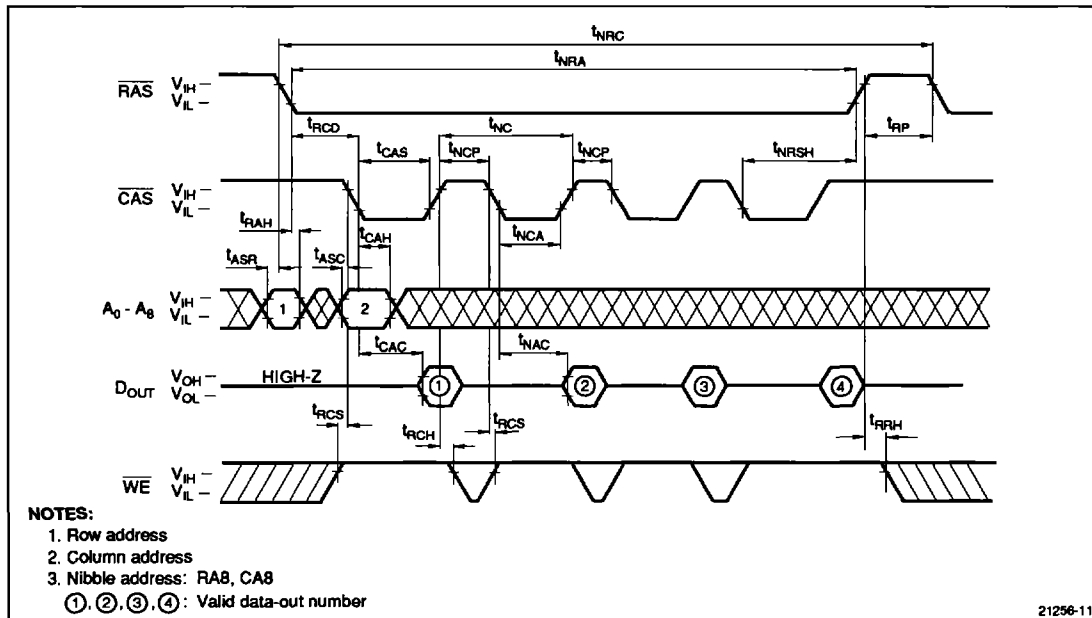 tNRC
tNRA
RAS VIH
VIL
tRCD tNC tRP
tCAS tNCP tNCP tNRSH
CAS VIH
VIL
tRAH tCAH tNCA
tASR tASC
A0 - A8 VIH
VIL
1 2
tCAC tNAC
DOUT VOH
VOL
HIGH-Z ① ② ③ ④
tRCS tRCH tRCS tRRH
WE VIH
VIL
NOTES:
1. Row address
2. Column address
3. Nibble address: RA8, CA8
①, ②, ③, ④: Valid data-out number
21256-11